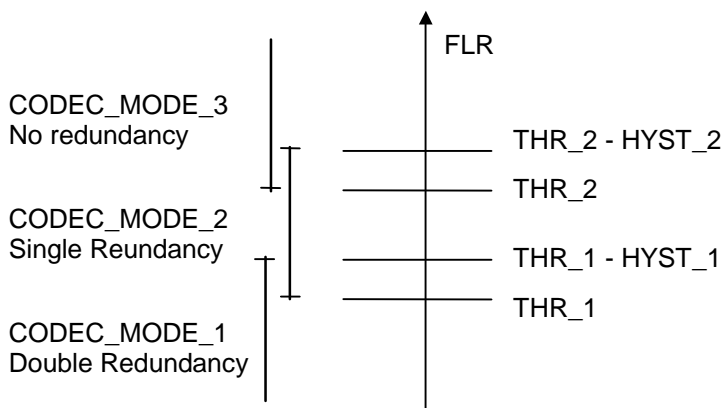 FLR
CODEC_MODE_3
No redundancy
THR_2 - HYST_2
THR_2
CODEC_MODE_2
Single Reundancy
THR_1 - HYST_1
THR_1
CODEC_MODE_1
Double Redundancy